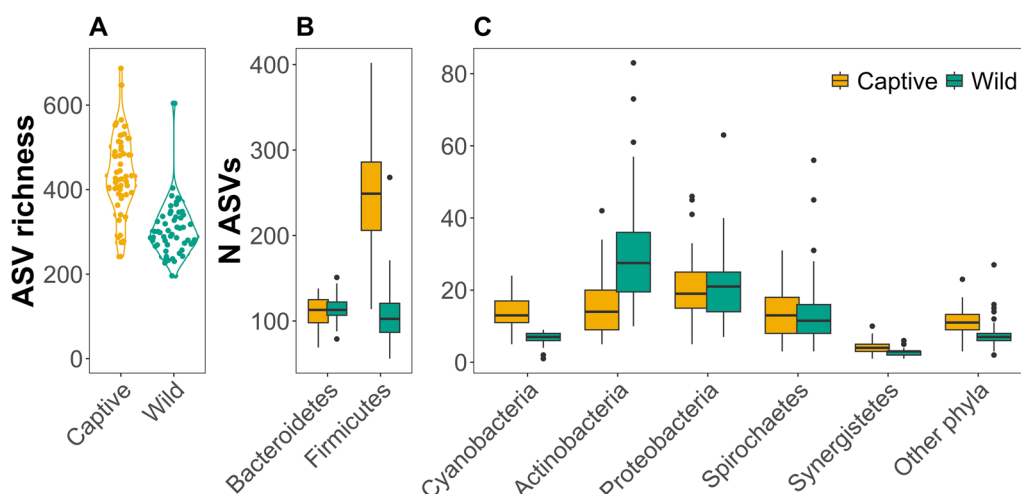 A
B
C
ASV richness
600
400
200
0
Captive
Wild
N ASVs
400
300
200
100
Bacteroidetes
Firmicutes
80
60
40
20
0
Captive
Wild
Cyanobacteria
Actinobacteria
Proteobacteria
Spirochaetes
Synergistetes
Other phyla